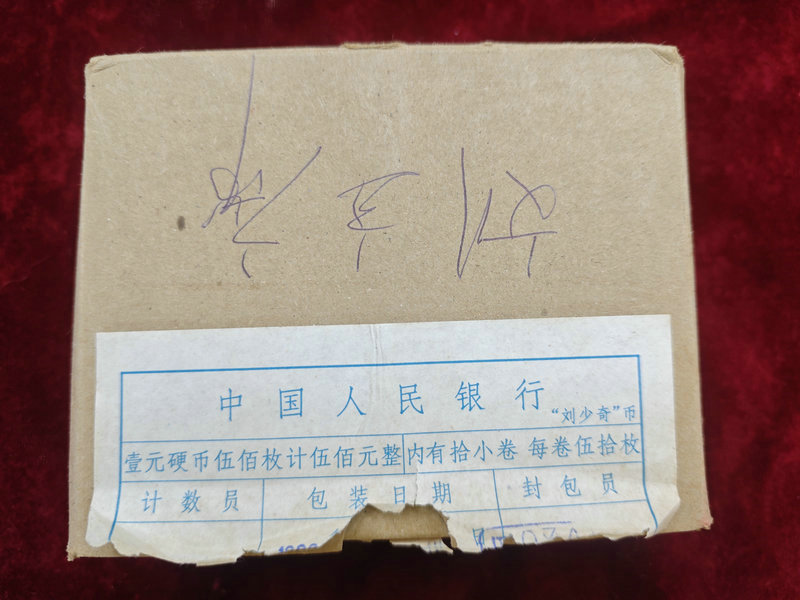 中国人民银行 “刘少奇”币
壹元硬币伍佰枚计伍佰元整 内有拾小卷 每卷伍拾枚
计数员 包装日期 封包员